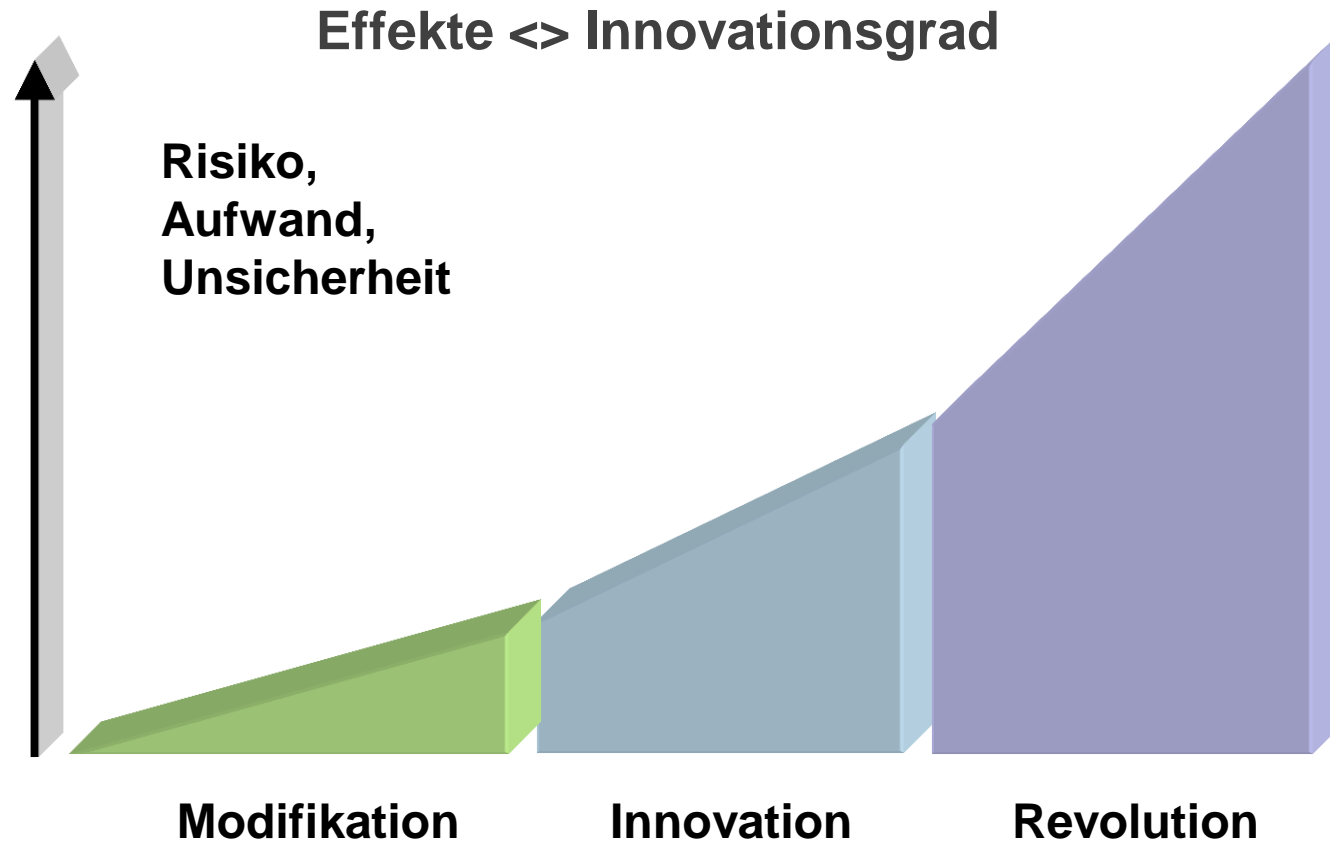 Effekte <> Innovationsgrad
Risiko,
Aufwand,
Unsicherheit
Modifikation
Innovation
Revolution